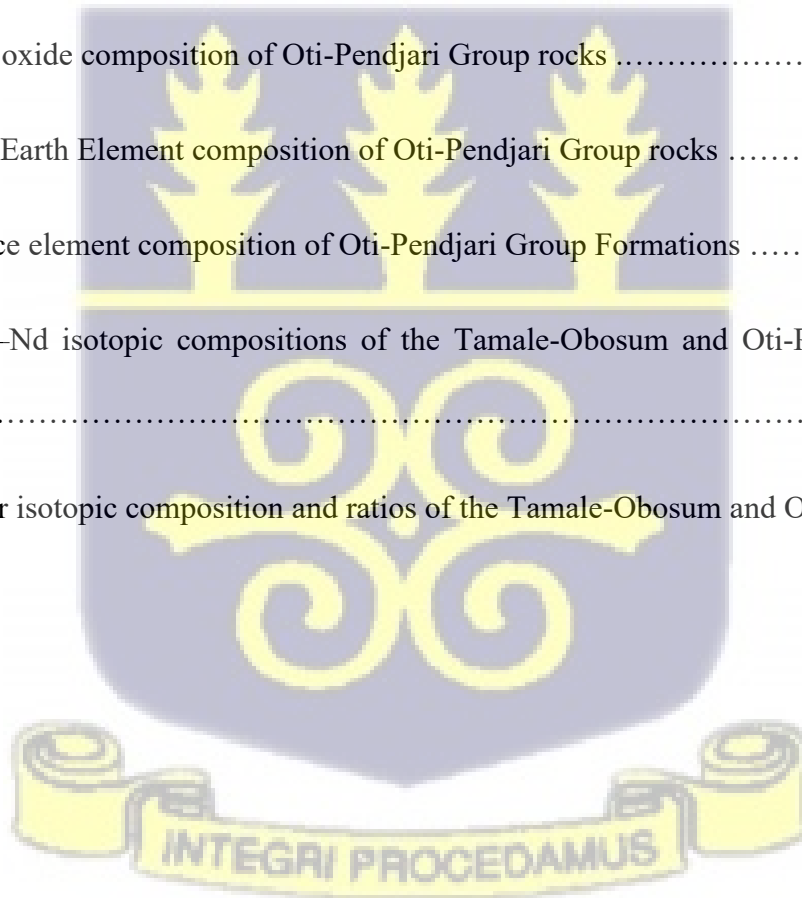 oxide composition of Oti-Pendjari Group rocks ……………….
Earth Element composition of Oti-Pendjari Group rocks …….
ce element composition of Oti-Pendjari Group Formations …..
–Nd isotopic compositions of the Tamale-Obosum and Oti-
……………………………………………………………………
r isotopic composition and ratios of the Tamale-Obosum and O
INTEGRI PROCEDAMUS